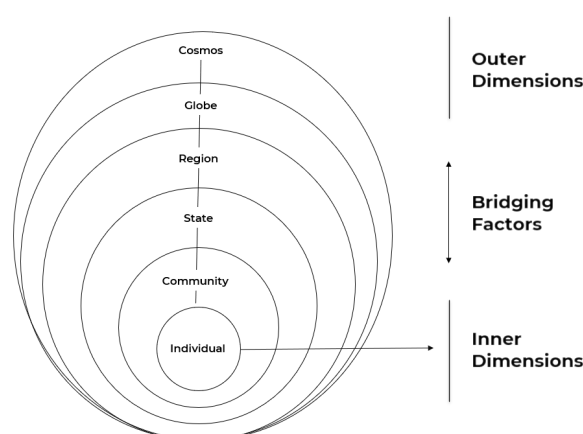 Cosmos
Globe
Region
State
Community
Individual
Outer
Dimensions
Bridging
Factors
Inner
Dimensions